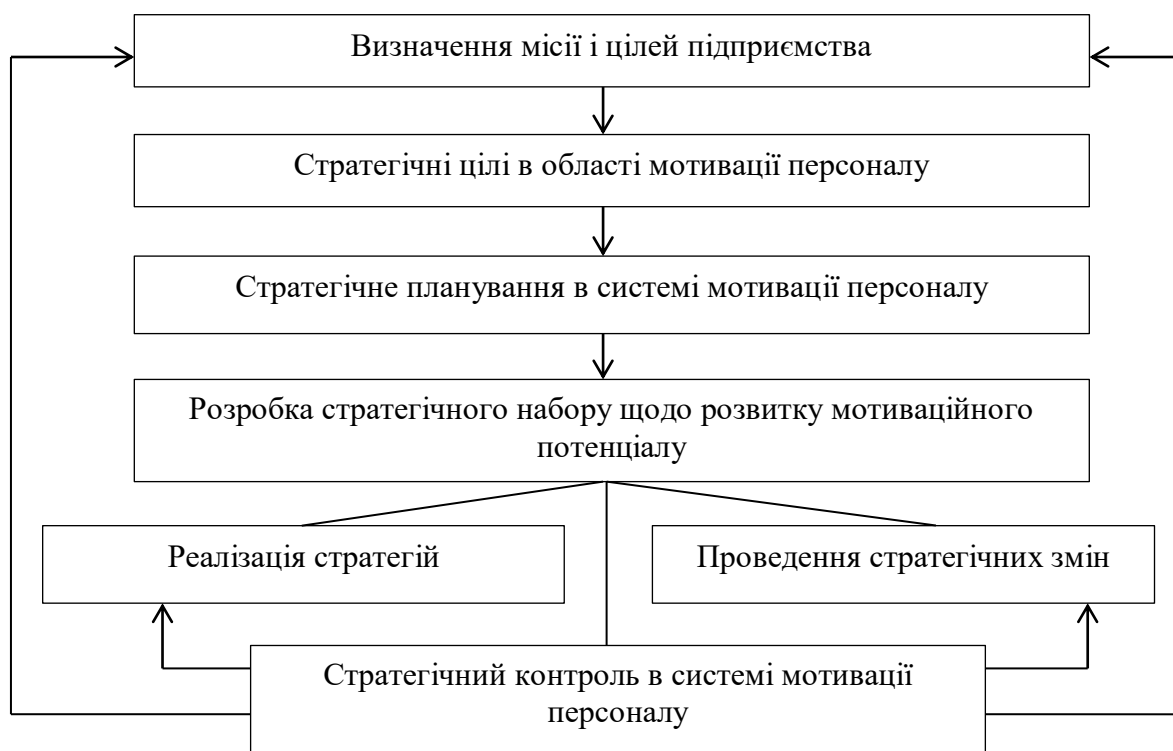 Визначення місії і цілей підприємства
Стратегічні цілі в області мотивації персоналу
Стратегічне планування в системі мотивації персоналу
Розробка стратегічного набору щодо розвитку мотиваційного
потенціалу
Реалізація стратегій
Проведення стратегічних змін
Стратегічний контроль в системі мотивації
персоналу